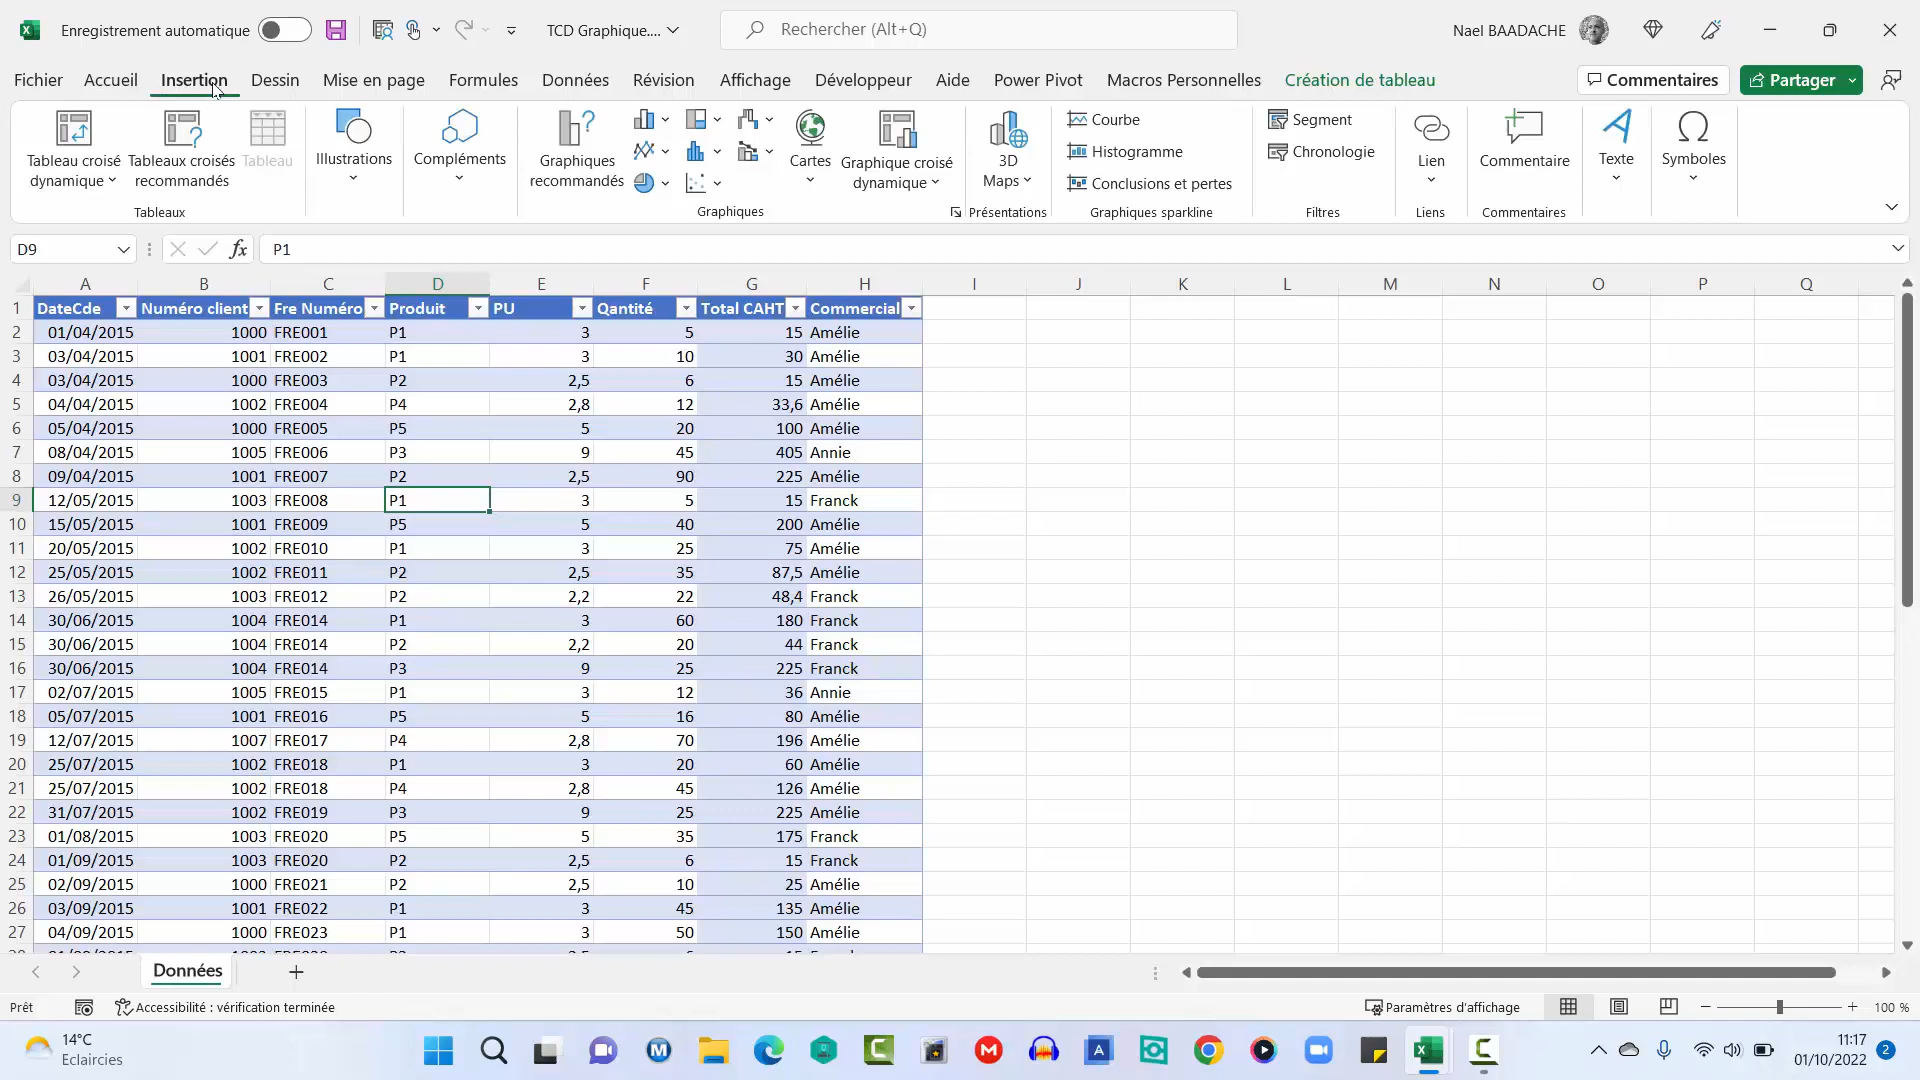 Enregistrement automatique
TCD Graphique....
Rechercher (Alt+Q)
Nael BAADACHE
Fichier Accueil Insertion Dessin Mise en page Formules Données Révision Affichage Développeur Aide Power Pivot Macros Personnelles Création de tableau Commentaires Partager
Tableau croisé dynamique
Tableaux croisés recommandés
Tableau
Illustrations
Compléments
Graphiques recommandés
Cartes
Graphique croisé dynamique
3D Maps
Courbe
Histogramme
Conclusions et pertes
Segment
Chronologie
Lien
Commentaire
Texte
Symboles
Tableaux Graphiques Présentations Graphiques sparkline Filtres Liens Commentaires
D9 fx P1
A B C D E F G H I J K L M N O P Q
1 DateCde Numéro client Fre Numéro Produit PU Qantité Total CAHT Commercial
2 01/04/2015 1000 FRE001 P1 3 5 15 Amélie
3 03/04/2015 1001 FRE002 P1 3 10 30 Amélie
4 03/04/2015 1000 FRE003 P2 2,5 6 15 Amélie
5 04/04/2015 1002 FRE004 P4 2,8 12 33,6 Amélie
6 05/04/2015 1000 FRE005 P5 5 20 100 Amélie
7 08/04/2015 1005 FRE006 P3 9 45 405 Annie
8 09/04/2015 1001 FRE007 P2 2,5 90 225 Amélie
9 12/05/2015 1003 FRE008 P1 3 5 15 Franck
10 15/05/2015 1001 FRE009 P5 5 40 200 Amélie
11 20/05/2015 1002 FRE010 P1 3 25 75 Amélie
12 25/05/2015 1002 FRE011 P2 2,5 35 87,5 Amélie
13 26/05/2015 1003 FRE012 P2 2,2 22 48,4 Franck
14 30/06/2015 1004 FRE014 P1 3 60 180 Franck
15 30/06/2015 1004 FRE014 P2 2,2 20 44 Franck
16 30/06/2015 1004 FRE014 P3 9 25 225 Franck
17 02/07/2015 1005 FRE015 P1 3 12 36 Annie
18 05/07/2015 1001 FRE016 P5 5 16 80 Amélie
19 12/07/2015 1007 FRE017 P4 2,8 70 196 Amélie
20 25/07/2015 1002 FRE018 P1 3 20 60 Amélie
21 25/07/2015 1002 FRE018 P4 2,8 45 126 Amélie
22 31/07/2015 1002 FRE019 P3 9 25 225 Amélie
23 01/08/2015 1003 FRE020 P5 5 35 175 Franck
24 01/09/2015 1003 FRE020 P2 2,5 6 15 Franck
25 02/09/2015 1000 FRE021 P2 2,5 10 25 Amélie
26 03/09/2015 1001 FRE022 P1 3 45 135 Amélie
27 04/09/2015 1000 FRE023 P1 3 50 150 Amélie
Données
Prêt Accessibilité : vérification terminée Paramètres d'affichage 100 %
14°C
Eclaircies
11:17
01/10/2022
2